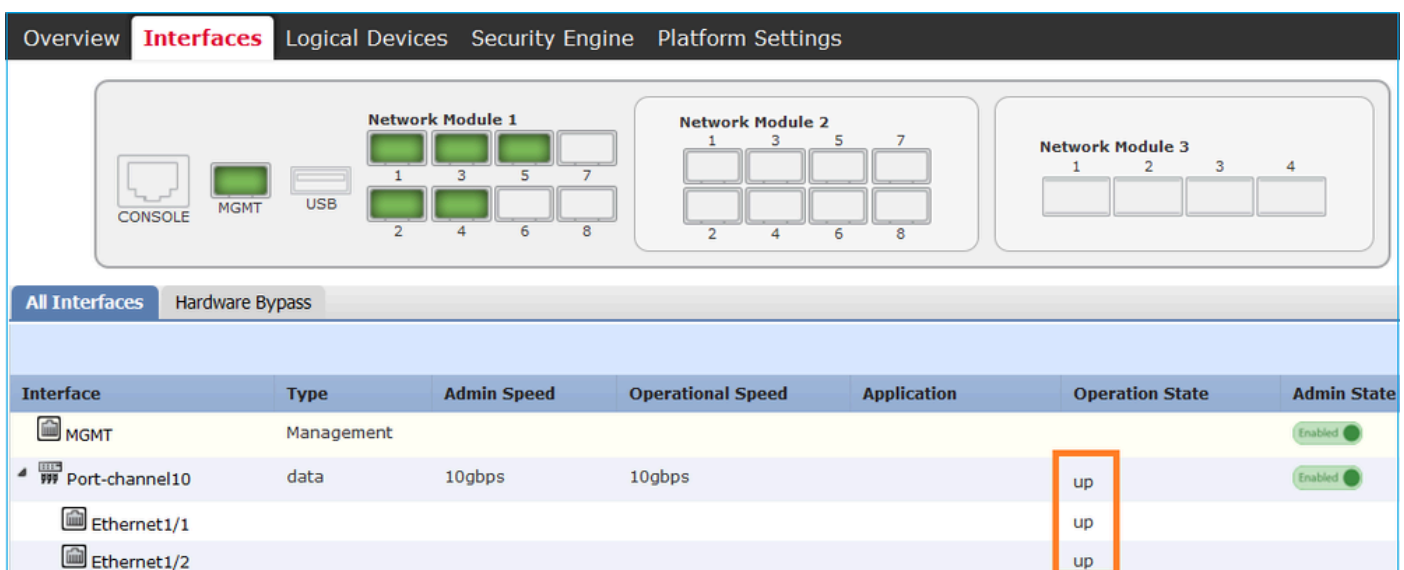 Overview Interfaces Logical Devices Security Engine Platform Settings
Network Module 1
Network Module 2
Network Module 3
1 3 5 7
1 3 5 7
1 2 3 4
CONSOLE MGMT USB
2 4 6 8
2 4 6 8
All Interfaces Hardware Bypass
Interface Type Admin Speed Operational Speed Application Operation State Admin State
MGMT Management Enabled
Port-channel10 data 10gbps 10gbps up Enabled
Ethernet1/1 up
Ethernet1/2 up